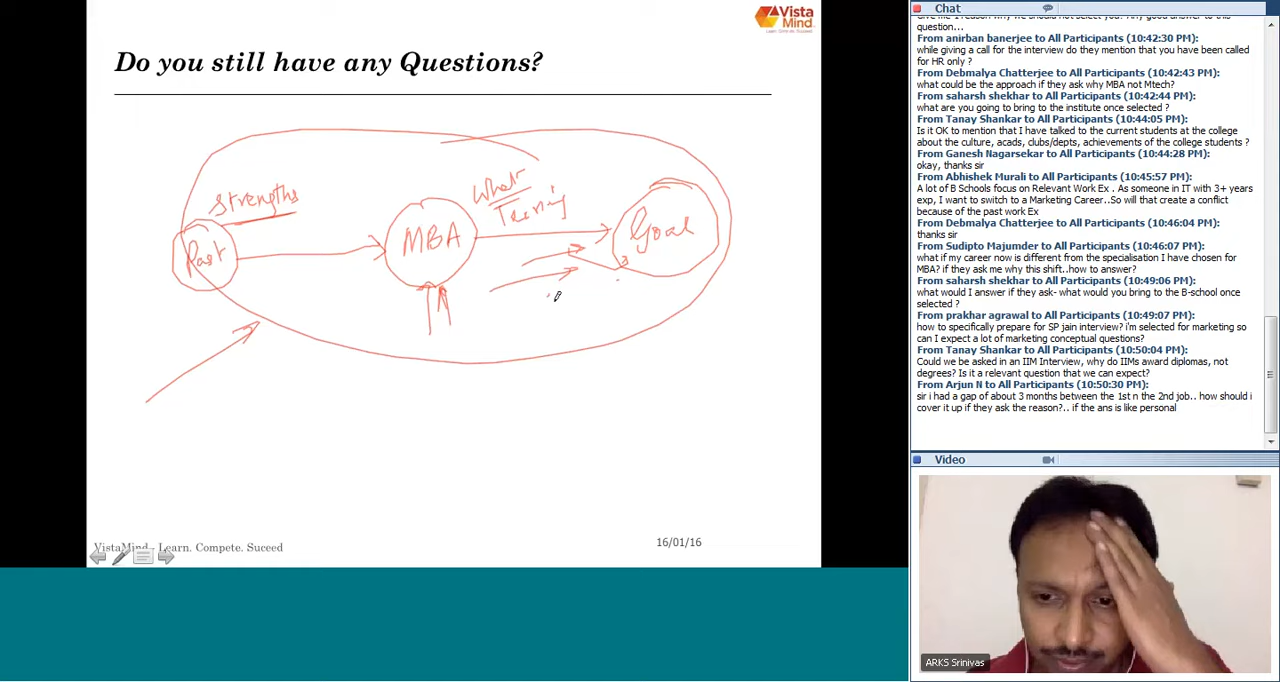 Vista
Mind
Learn. Compete. Succeed
Do you still have any Questions?
Strengths
Past
MBA
What
Training
Goal
VistaMind - Learn. Compete. Suceed
16/01/16
Chat
Give me 1 reason why we should not select you? Any good answer to this
question...
From anirban banerjee to All Participants (10:42:30 PM):
while giving a call for the interview do they mention that you have been called
for HR only ?
From Debmalya Chatterjee to All Participants (10:42:43 PM):
what could be the approach if they ask why MBA not Mtech?
From saharsh shekhar to All Participants (10:42:44 PM):
what are you going to bring to the institute once selected ?
From Tanay Shankar to All Participants (10:44:05 PM):
Is it OK to mention that I have talked to the current students at the college
about the culture, acads, clubs/depts, achievements of the college students ?
From Ganesh Nagarsekar to All Participants (10:44:28 PM):
okay, thanks sir
From Abhishek Murali to All Participants (10:45:57 PM):
A lot of B Schools focus on Relevant Work Ex . As someone in IT with 3+ years
exp, I want to switch to a Marketing Career...So will that create a conflict
because of the past work Ex
From Debmalya Chatterjee to All Participants (10:46:04 PM):
thanks sir
From Sudipto Majumder to All Participants (10:46:07 PM):
what if my career now is different from the specialisation I have chosen for
MBA? if they ask me why this shift..how to answer?
From saharsh shekhar to All Participants (10:49:06 PM):
what would I answer if they ask- what would you bring to the B-school once
selected ?
From prakhar agrawal to All Participants (10:49:07 PM):
how to specifically prepare for SP jain interview? i'm selected for marketing so
can I expect a lot of marketing conceptual questions?
From Tanay Shankar to All Participants (10:50:04 PM):
Could we be asked in an IIM Interview, why do IIMs award diplomas, not
degrees? Is it a relevant question that we can expect?
From Arjun N to All Participants (10:50:30 PM):
sir i had a gap of about 3 months between the 1st n the 2nd job.. how should i
cover it up if they ask the reason?.. if the ans is like personal
Video
ARKS Srinivas